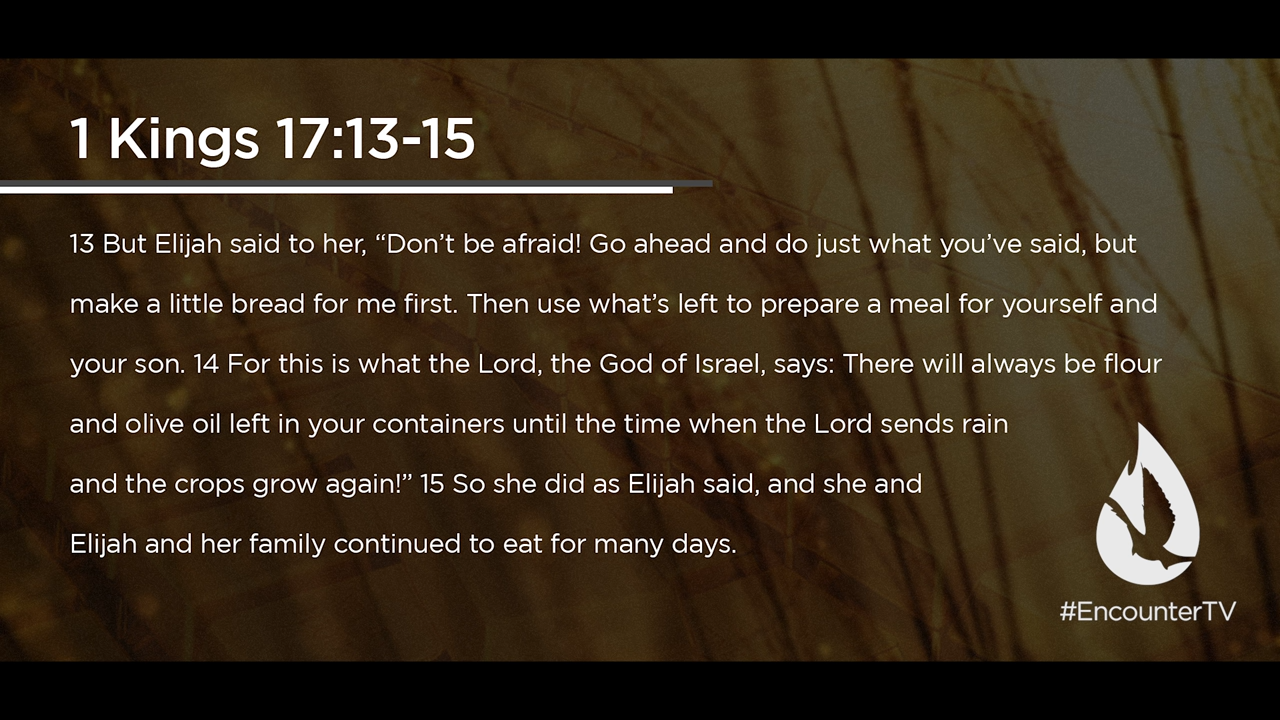 1 Kings 17:13-15
13 But Elijah said to her, “Don’t be afraid! Go ahead and do just what you’ve said, but
make a little bread for me first. Then use what’s left to prepare a meal for yourself and
your son. 14 For this is what the Lord, the God of Israel, says: There will always be flour
and olive oil left in your containers until the time when the Lord sends rain
and the crops grow again!” 15 So she did as Elijah said, and she and
Elijah and her family continued to eat for many days.
#EncounterTV